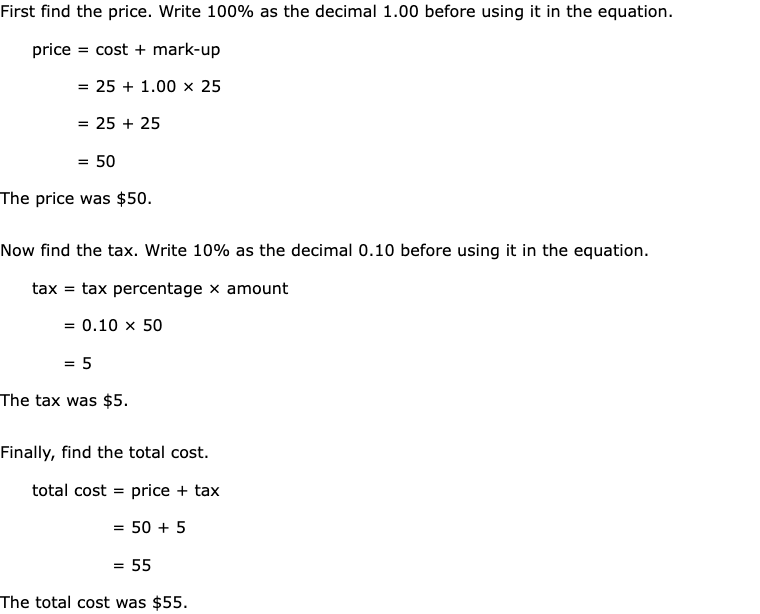 First find the price. Write 100% as the decimal 1.00 before using it in the equation.
price = cost + mark-up
= 25 + 1.00 × 25
= 25 + 25
= 50
The price was $50.
Now find the tax. Write 10% as the decimal 0.10 before using it in the equation.
tax = tax percentage × amount
= 0.10 × 50
= 5
The tax was $5.
Finally, find the total cost.
total cost = price + tax
= 50 + 5
= 55
The total cost was $55.